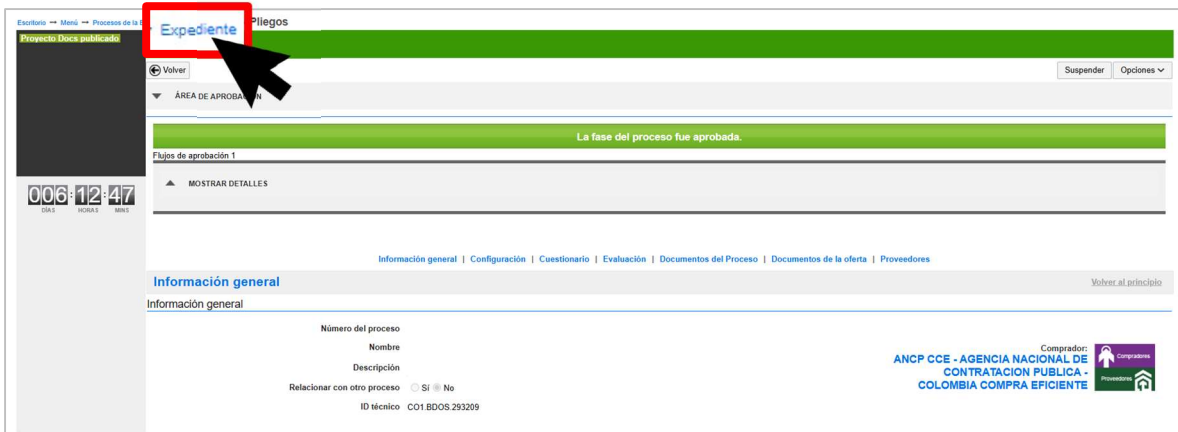 Escritorio → Menú → Procesos de la
Expediente
Pliegos
Proyecto Docs publicado
Volver
Suspender
Opciones
ÁREA DE APROBACIÓN
La fase del proceso fue aprobada.
Flujos de aprobación 1
MOSTRAR DETALLES
006:12:47
DÍAS HORAS MINS
Información general | Configuración | Cuestionario | Evaluación | Documentos del Proceso | Documentos de la oferta | Proveedores
Información general
Volver al principio
Información general
Número del proceso
Nombre
Descripción
Relacionar con otro proceso Sí No
ID técnico CO1.BDOS.293209
Comprador:
ANCP CCE - AGENCIA NACIONAL DE
CONTRATACION PUBLICA -
COLOMBIA COMPRA EFICIENTE
Compradores
Proveedores